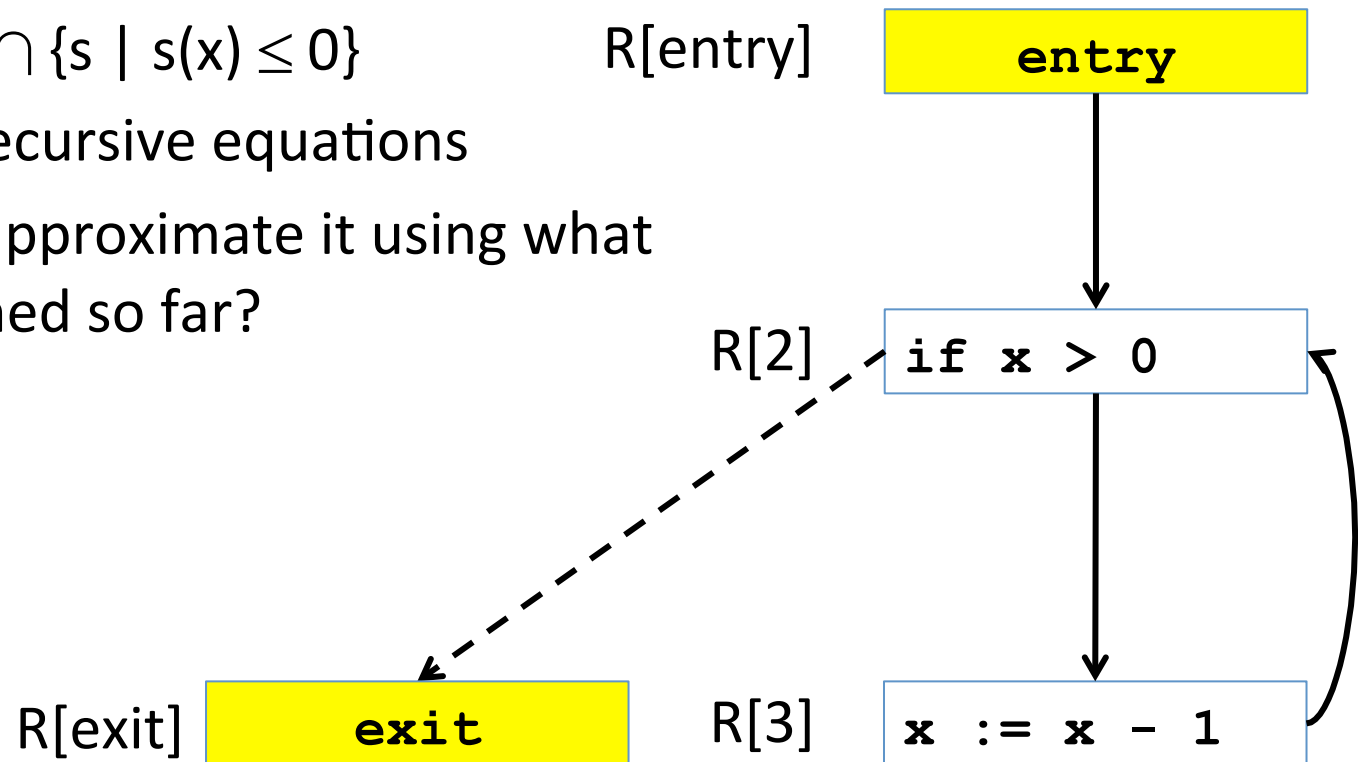 ∩ {s | s(x) ≤ 0}
ecursive equations
pproximate it using what
ned so far?
R[entry]
entry
R[2]
if x > 0
R[exit]
exit
R[3]
x := x - 1